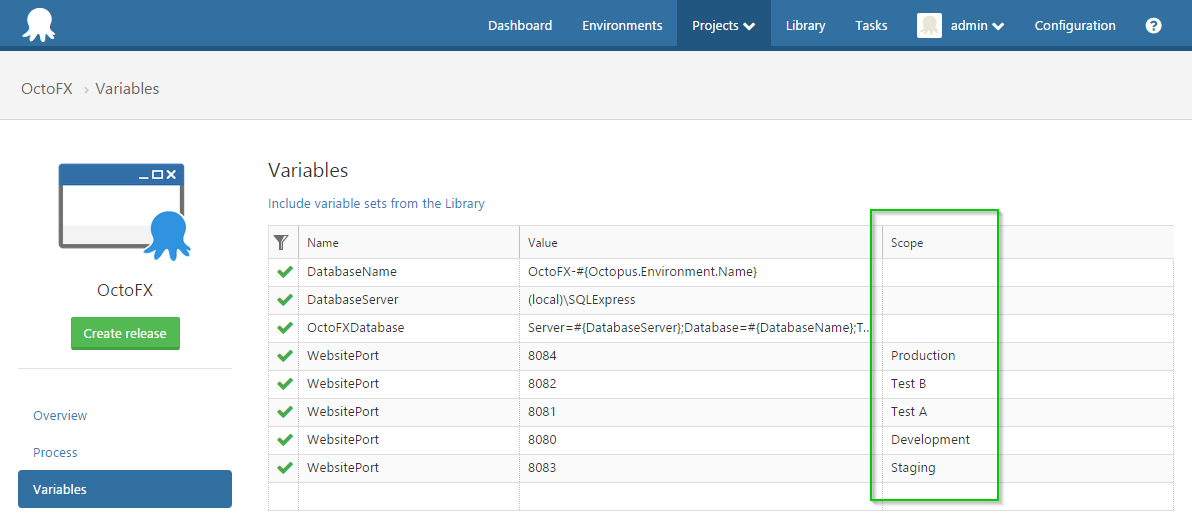 Dashboard Environments Projects Library Tasks admin Configuration ?
OctoFX › Variables
Variables
Include variable sets from the Library
Name Value Scope
DatabaseName OctoFX-#{Octopus.Environment.Name}
DatabaseServer (local)\SQLExpress
OctoFXDatabase Server=#{DatabaseServer};Database=#{DatabaseName};T...
WebsitePort 8084 Production
WebsitePort 8082 Test B
WebsitePort 8081 Test A
WebsitePort 8080 Development
WebsitePort 8083 Staging
OctoFX
Create release
Overview
Process
Variables